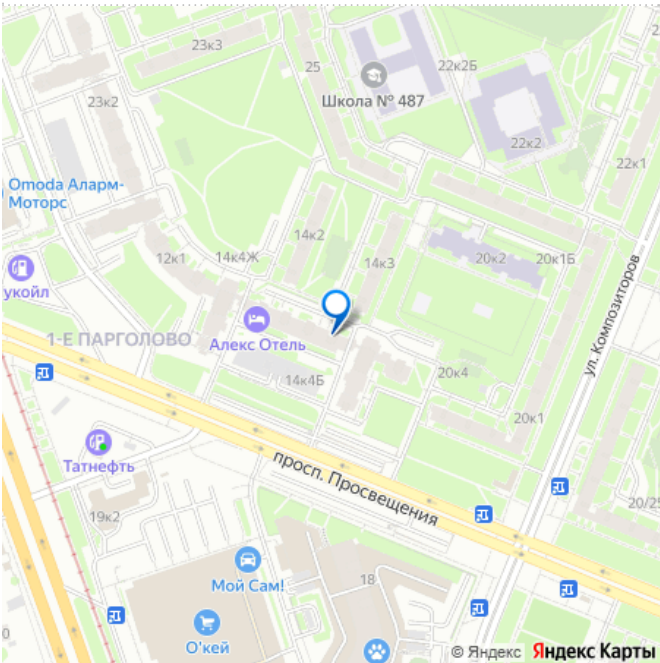 23к3
25
22к2Б
Школа № 487
23к2
22к2
22к1
Omoda Аларм-
Моторс
14к2
12к1
14к4Ж
14к3
20к2
20к1Б
ул. Композиторов
укойл
1-Е ПАРГОЛОВО
Алекс Отель
14к4Б
20к4
20к1
Татнефть
просп. Просвещения
20/25
19к2
Мой Сам!
18
О'кей
0
© Яндекс Яндекс Карты